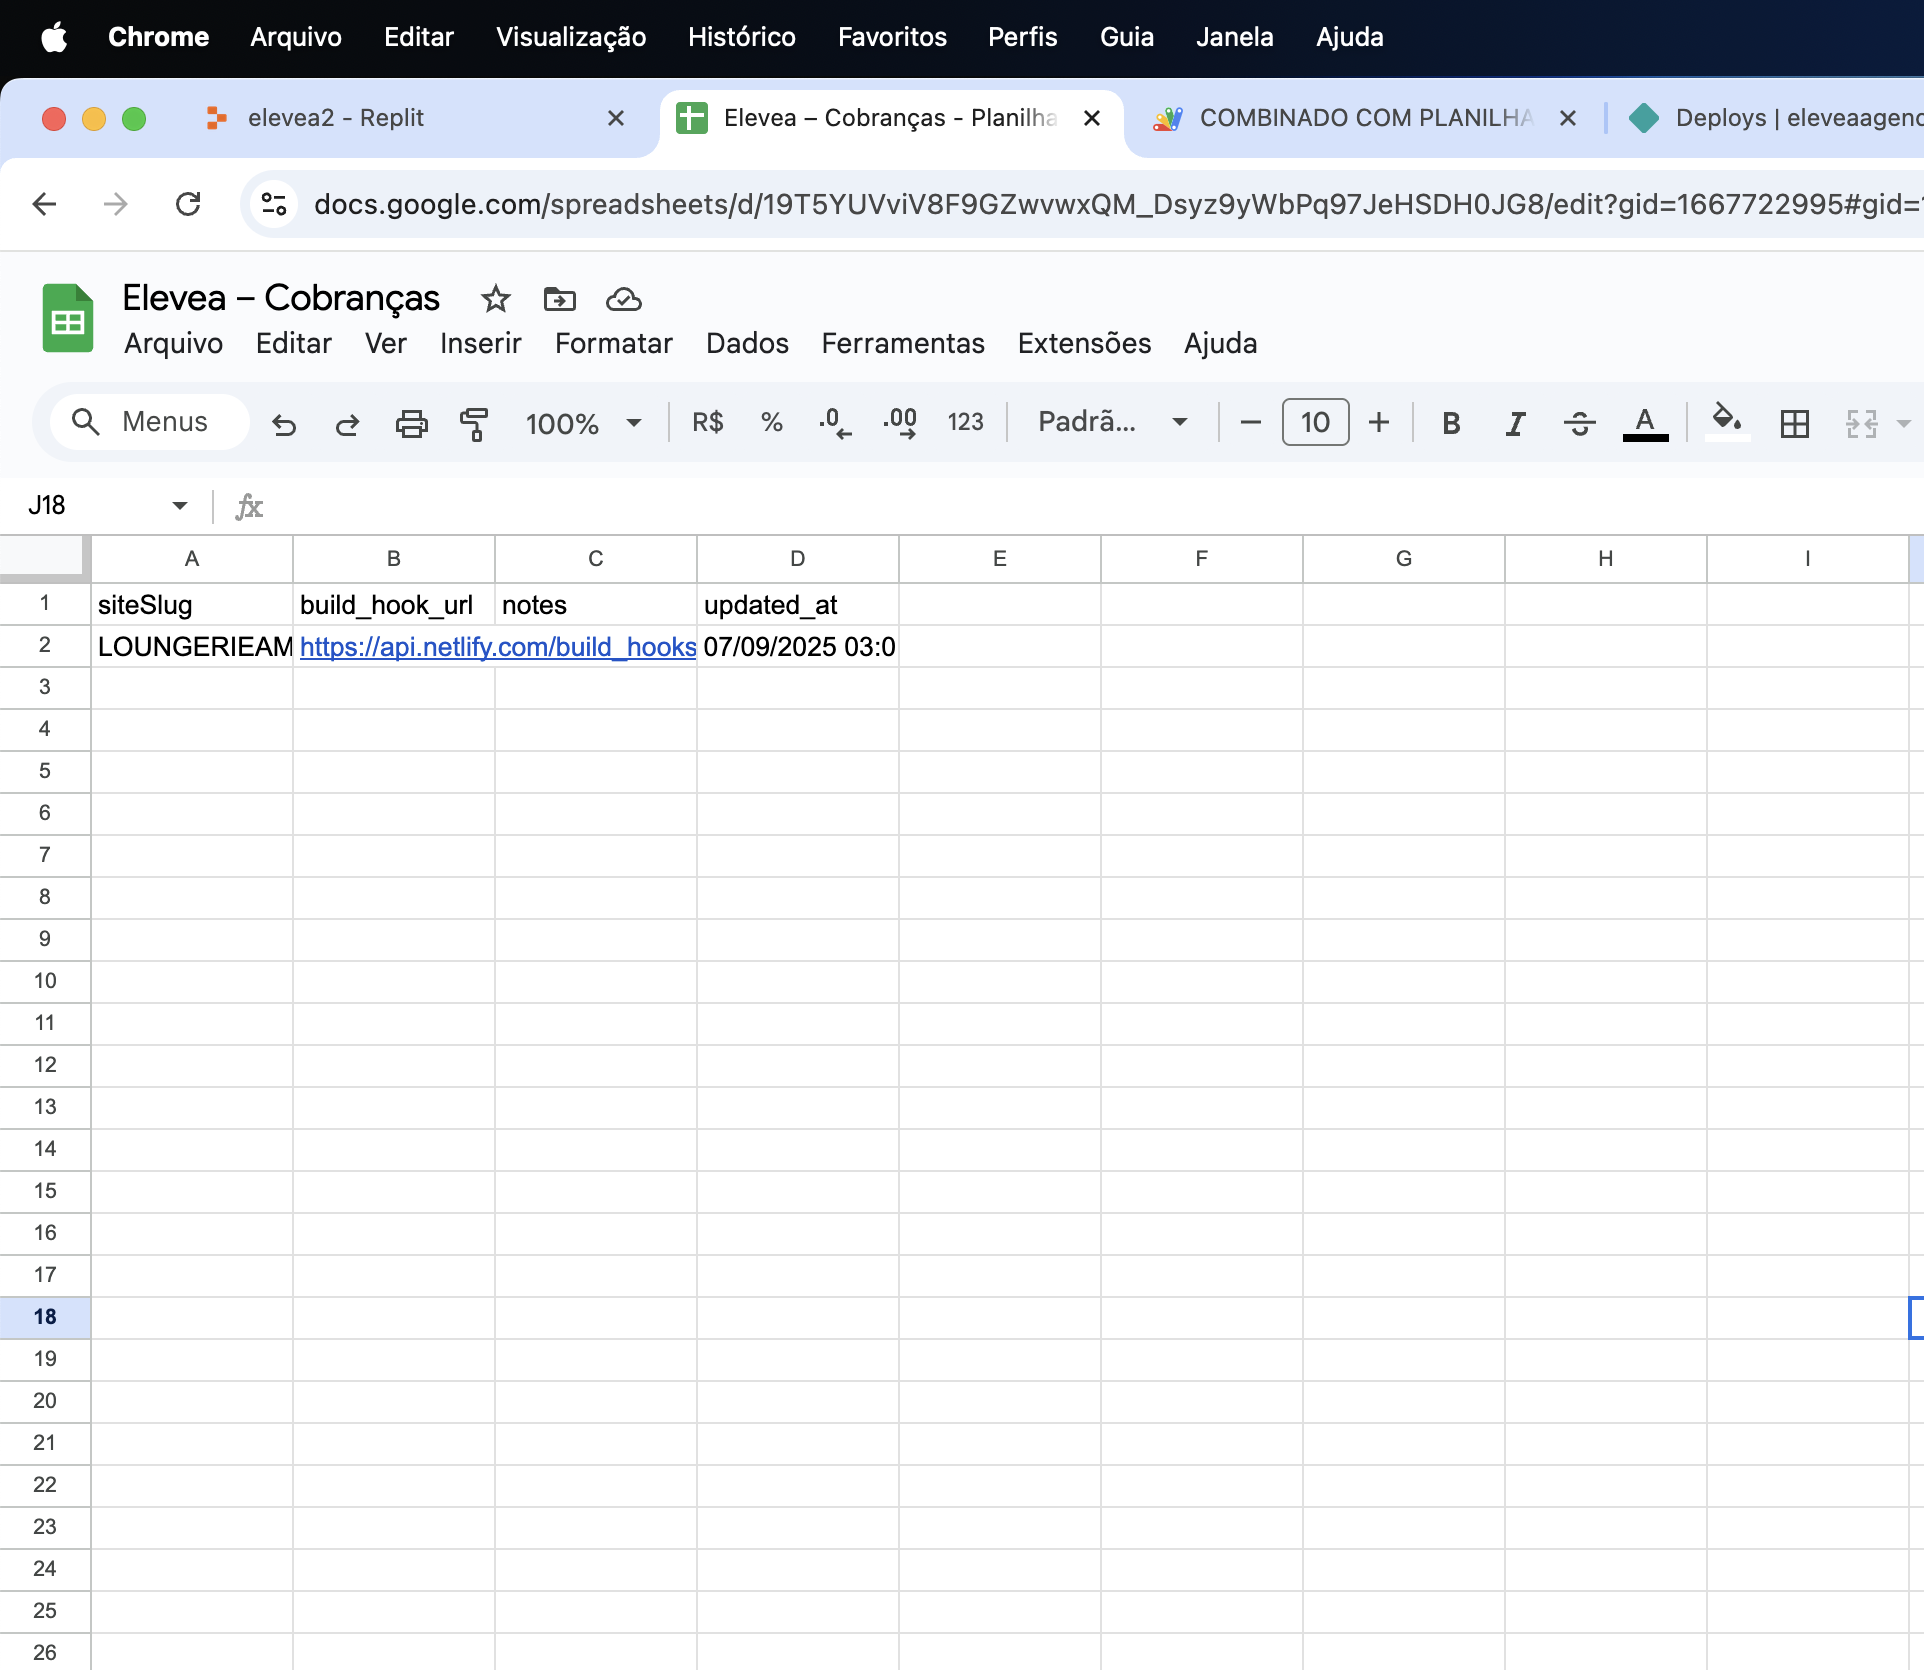 Chrome Arquivo Editar Visualização Histórico Favoritos Perfis Guia Janela Ajuda
elevea2 - Replit
Elevea – Cobranças - Planilha
COMBINADO COM PLANILHA
Deploys | eleveaagenc
docs.google.com/spreadsheets/d/19T5YUVviV8F9GZwvwxQM_Dsyz9yWbPq97JeHSDH0JG8/edit?gid=1667722995#gid=
Elevea – Cobranças
Arquivo Editar Ver Inserir Formatar Dados Ferramentas Extensões Ajuda
Menus 100% R$ % .0 .00 123 Padrã... 10 B I S A
J18 fx
A B C D E F G H I
1 siteSlug build_hook_url notes updated_at
2 LOUNGERIEAM https://api.netlify.com/build_hooks 07/09/2025 03:0
3
4
5
6
7
8
9
10
11
12
13
14
15
16
17
18
19
20
21
22
23
24
25
26